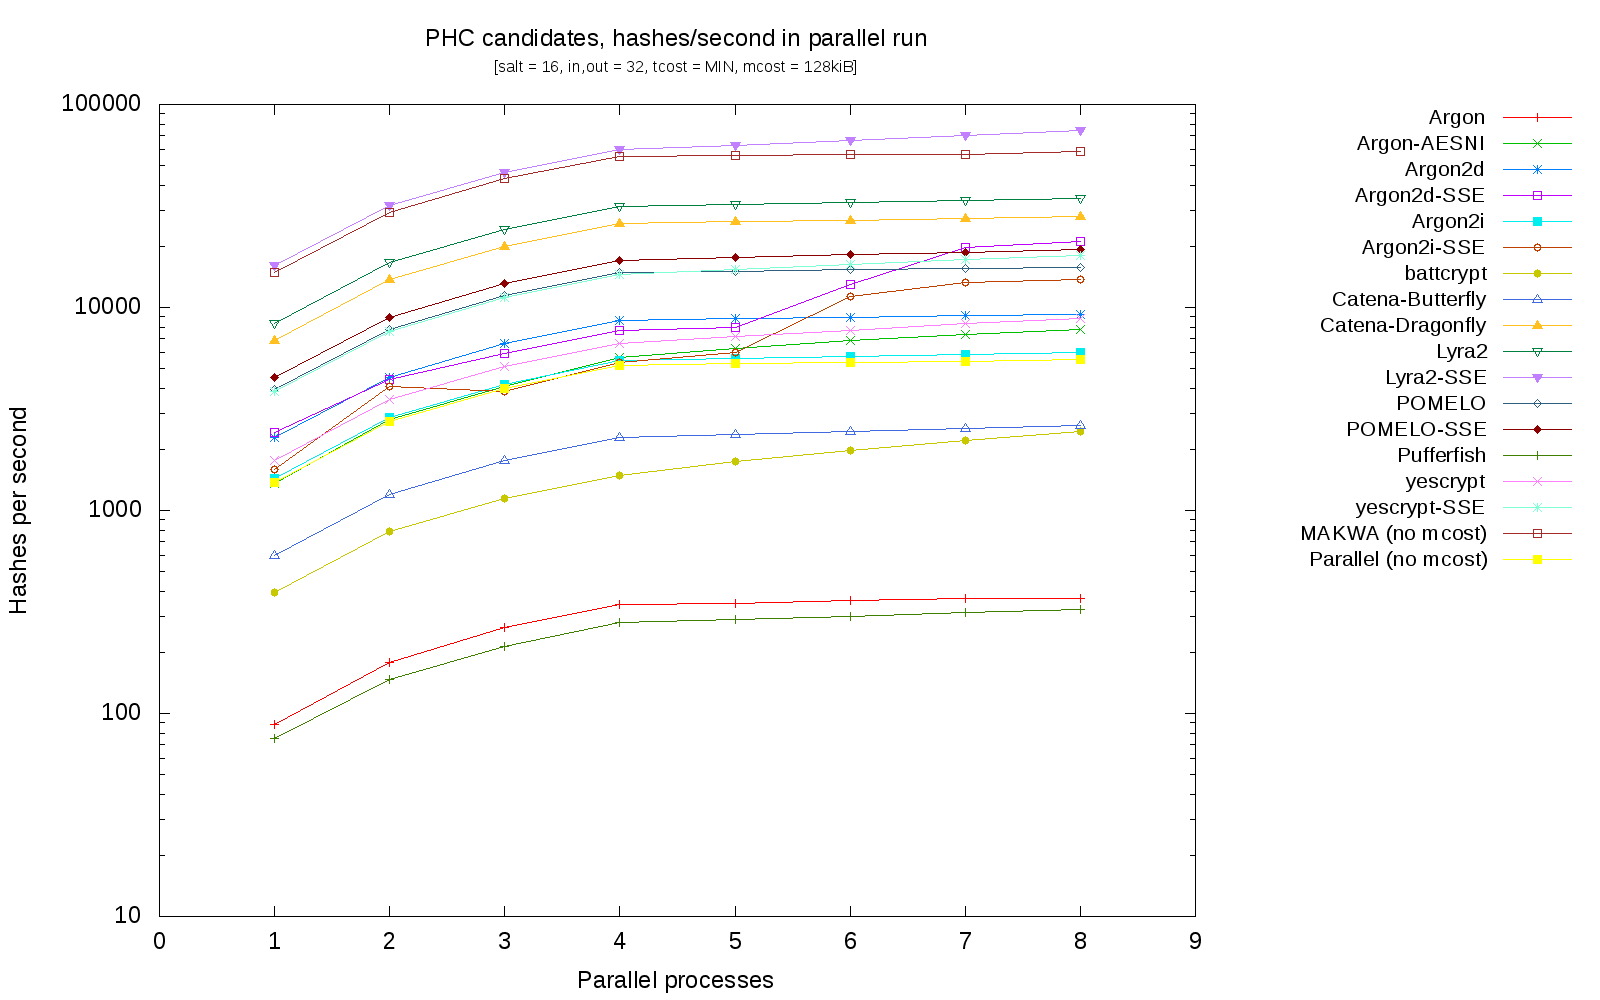 PHC candidates, hashes/second in parallel run
[salt = 16, in,out = 32, tcost = MIN, mcost = 128kiB]
Hashes per second
100000
10000
1000
100
10
0 1 2 3 4 5 6 7 8 9
Parallel processes
Argon
Argon-AESNI
Argon2d
Argon2d-SSE
Argon2i
Argon2i-SSE
battcrypt
Catena-Butterfly
Catena-Dragonfly
Lyra2
Lyra2-SSE
POMELO
POMELO-SSE
Pufferfish
yescrypt
yescrypt-SSE
MAKWA (no mcost)
Parallel (no mcost)